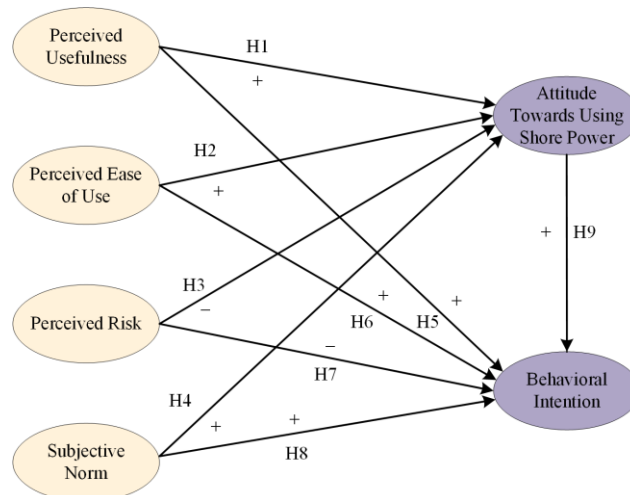 Perceived
Usefulness
H1
+
Attitude
Towards Using
Shore Power
H2
+
Perceived Ease
of Use
+
H9
H3
−
+
+
H6
H5
Perceived Risk
−
H7
Behavioral
Intention
H4
+
+
H8
Subjective
Norm